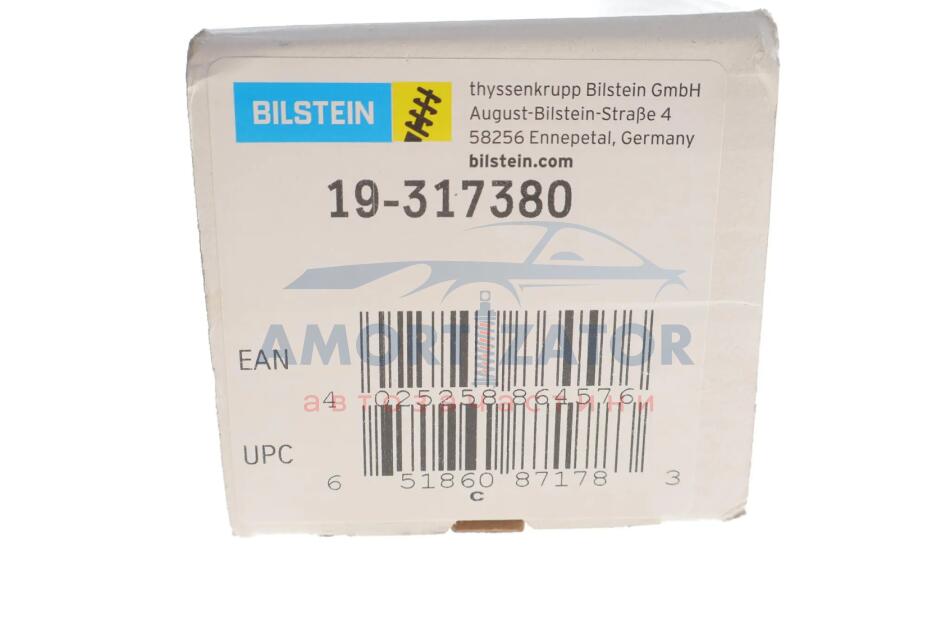 BILSTEIN
thyssenkrupp Bilstein GmbH
August-Bilstein-Straße 4
58256 Ennepetal, Germany
bilstein.com
19-317380
AMORTIZATOR
EAN
4 025258 864576
автозапчастини
UPC
6 51860 87178 3
C